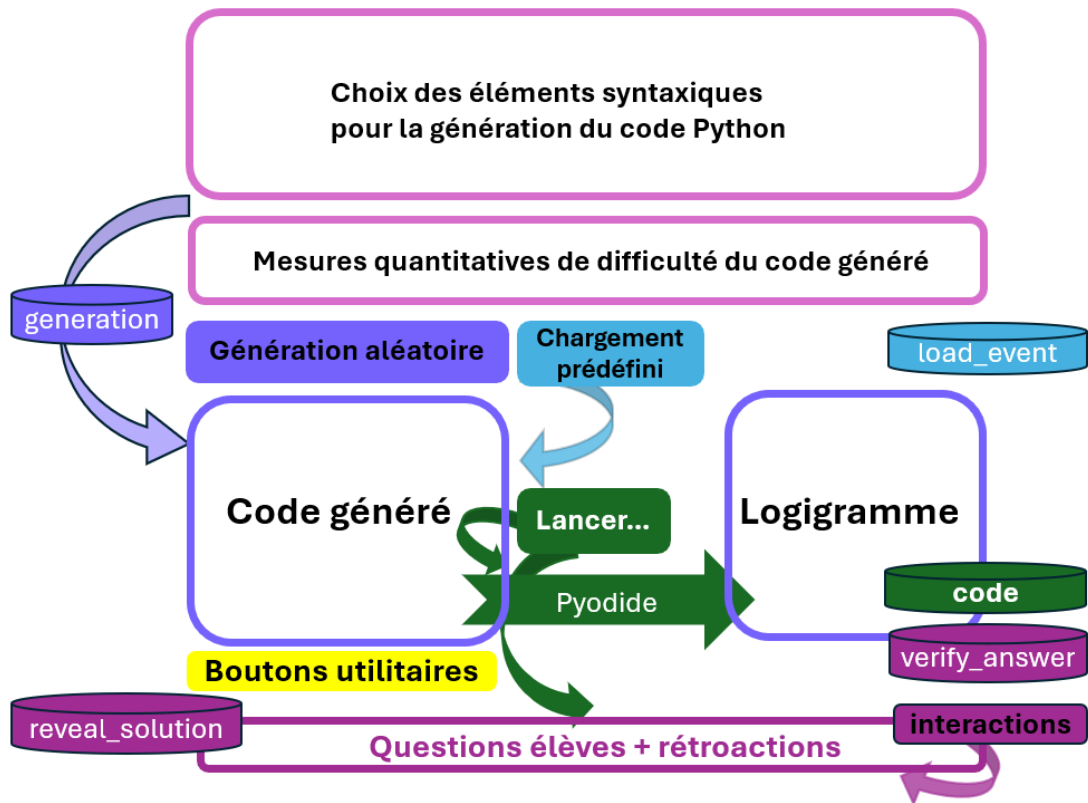 Choix des éléments syntaxiques
pour la génération du code Python
Mesures quantitatives de difficulté du code généré
generation
Génération aléatoire
Chargement
prédéfini
load_event
Code généré
Lancer...
Logigramme
Pyodide
code
verify_answer
Boutons utilitaires
reveal_solution
interactions
Questions élèves + rétroactions